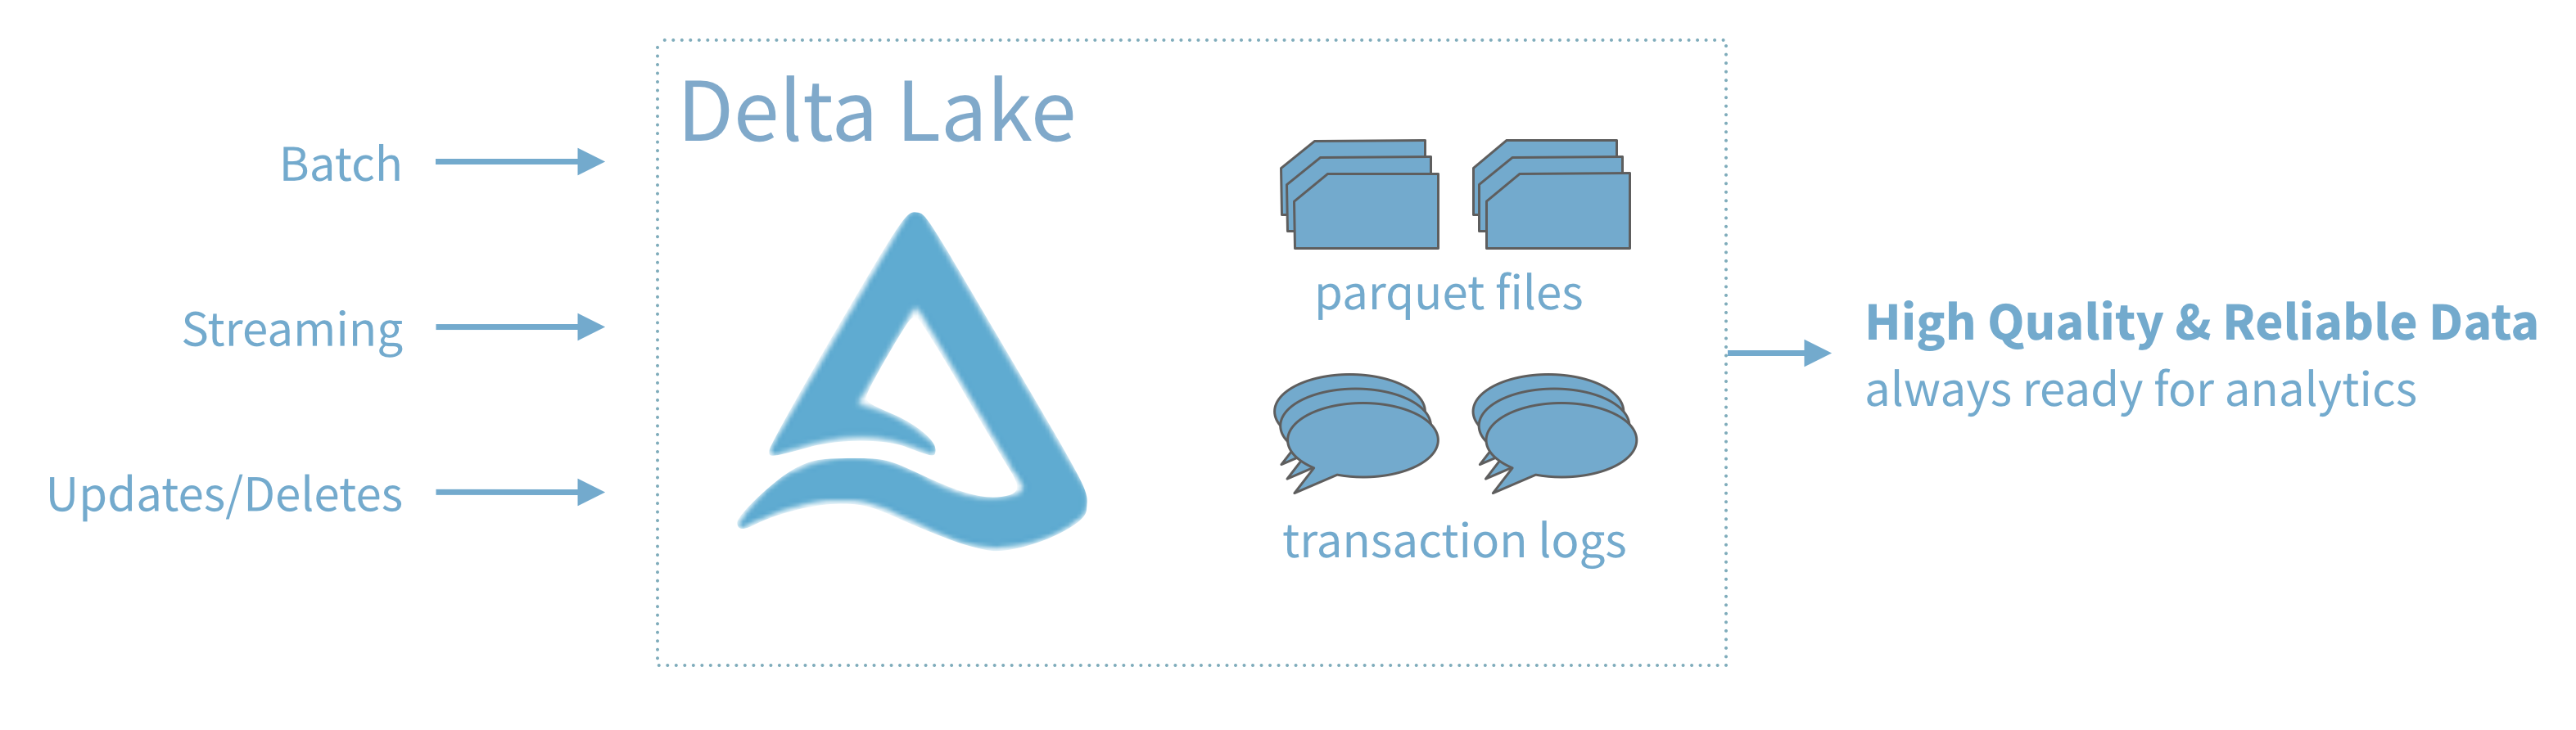 Delta Lake
Batch
Streaming
Updates/Deletes
parquet files
transaction logs
High Quality & Reliable Data
always ready for analytics